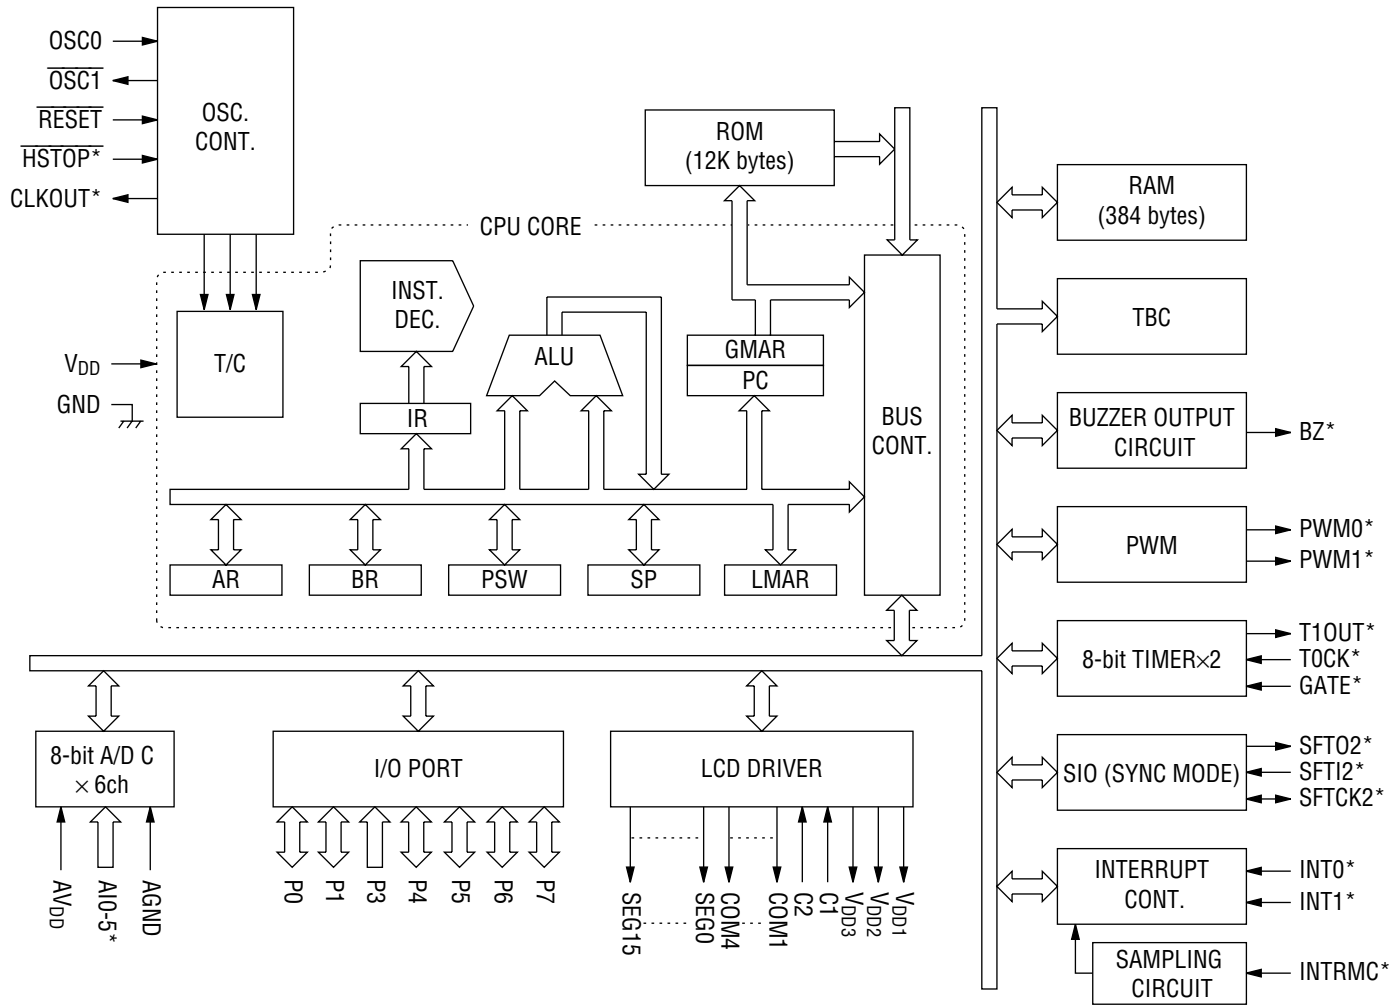 OSC0
OSC1
RESET
HSTOP*
CLKOUT*
OSC.
CONT.
CPU CORE
ROM
(12K bytes)
RAM
(384 bytes)
TBC
INST.
DEC.
T/C
ALU
GMAR
PC
IR
BUS
CONT.
VDD
GND
BUZZER OUTPUT
CIRCUIT
BZ*
PWM
PWM0*
PWM1*
AR
BR
PSW
SP
LMAR
8-bit TIMER×2
T1OUT*
T0CK*
GATE*
8-bit A/D C
× 6ch
I/O PORT
LCD DRIVER
SIO (SYNC MODE)
SFTO2*
SFTI2*
SFTCK2*
AVDD
AI0-5*
AGND
P0
P1
P3
P4
P5
P6
P7
SEG15
SEG0
COM4
COM1
C2
C1
VDD3
VDD2
VDD1
INTERRUPT
CONT.
INT0*
INT1*
SAMPLING
CIRCUIT
INTRMC*